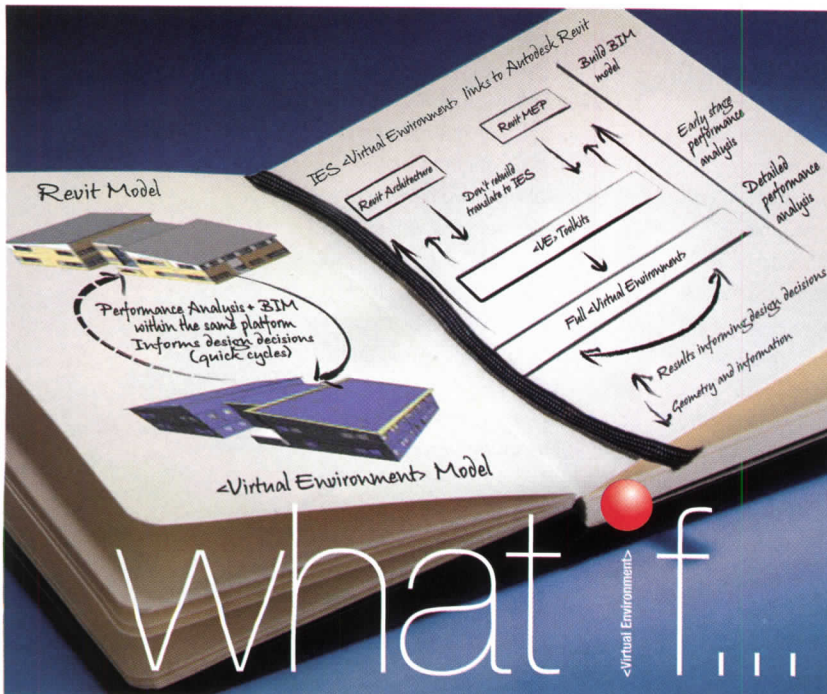 Revit Model
Performance Analysis + BIM
within the same platform
Informs design decisions
(quick cycles)
<Virtual Environment> Model
IES <Virtual Environment> links to Autodesk Revit
Revit Architecture
Revit MEP
Don't rebuild
translate to IES
<VE> Toolkits
Full <Virtual Environment>
Build BIM
model
Early stage
performance
analysis
Detailed
performance
analysis
Results informing design decisions
Geometry and information
what if...
<Virtual Environment>